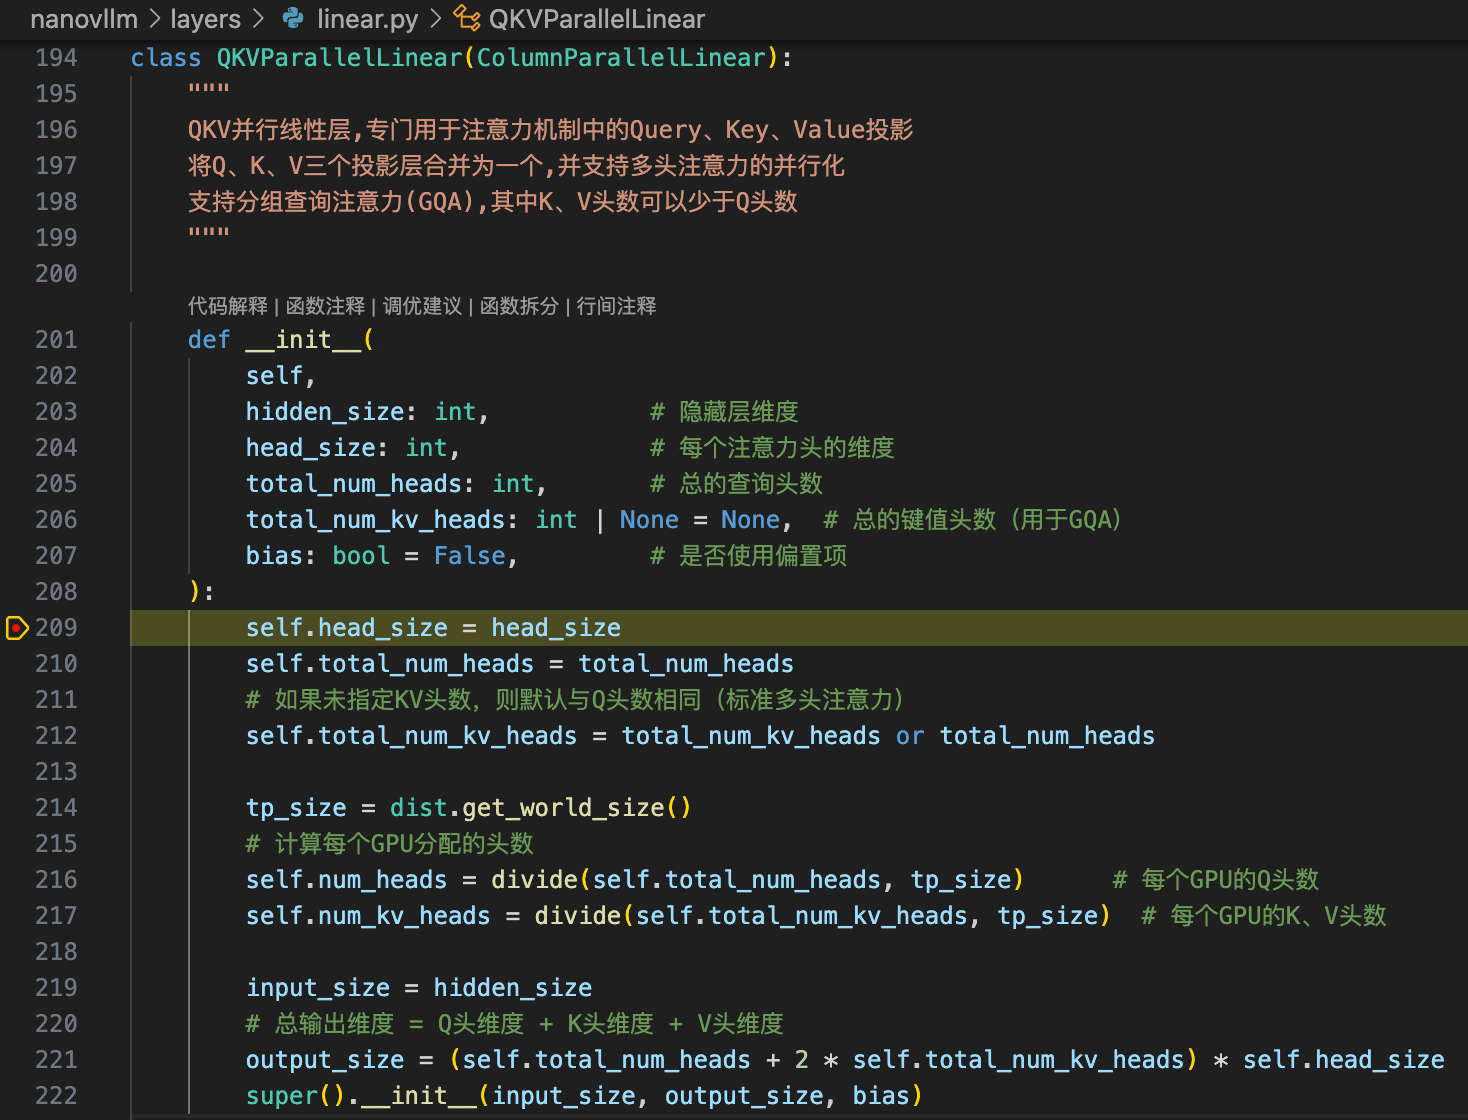 nanovllm > layers > linear.py > QKVParallelLinear
194 class QKVParallelLinear(ColumnParallelLinear):
195 """
196 QKV并行线性层,专门用于注意力机制中的Query、Key、Value投影
197 将Q、K、V三个投影层合并为一个,并支持多头注意力的并行化
198 支持分组查询注意力(GQA),其中K、V头数可以少于Q头数
199 """
200
代码解释 | 函数注释 | 调优建议 | 函数拆分 | 行间注释
201 def __init__(
202 self,
203 hidden_size: int, # 隐藏层维度
204 head_size: int, # 每个注意力头的维度
205 total_num_heads: int, # 总的查询头数
206 total_num_kv_heads: int | None = None, # 总的键值头数（用于GQA）
207 bias: bool = False, # 是否使用偏置项
208 ):
209 self.head_size = head_size
210 self.total_num_heads = total_num_heads
211 # 如果未指定KV头数，则默认与Q头数相同（标准多头注意力）
212 self.total_num_kv_heads = total_num_kv_heads or total_num_heads
213
214 tp_size = dist.get_world_size()
215 # 计算每个GPU分配的头数
216 self.num_heads = divide(self.total_num_heads, tp_size) # 每个GPU的Q头数
217 self.num_kv_heads = divide(self.total_num_kv_heads, tp_size) # 每个GPU的K、V头数
218
219 input_size = hidden_size
220 # 总输出维度 = Q头维度 + K头维度 + V头维度
221 output_size = (self.total_num_heads + 2 * self.total_num_kv_heads) * self.head_size
222 super().__init__(input_size, output_size, bias)